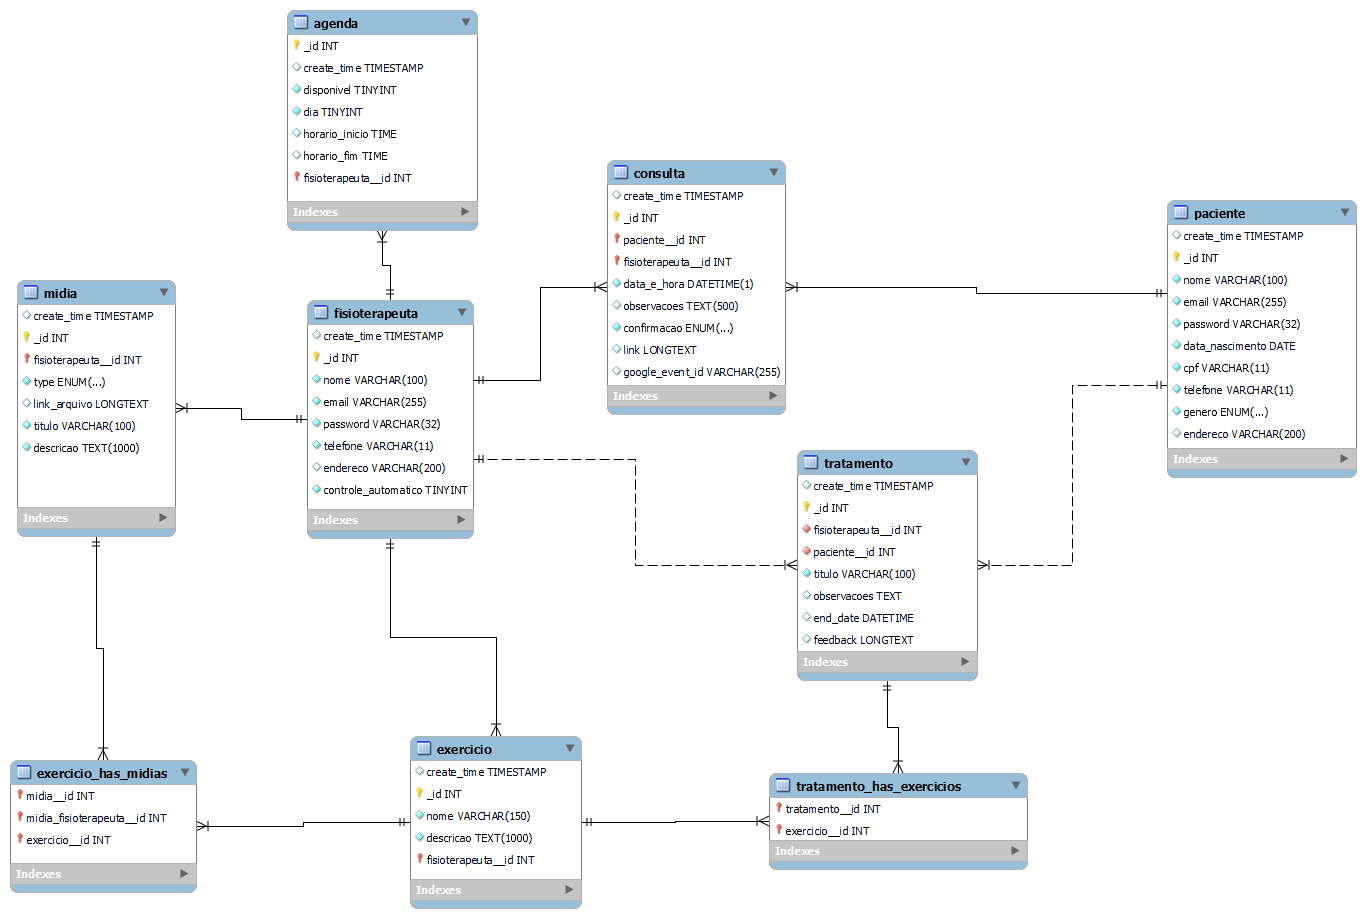 agenda
_id INT
create_time TIMESTAMP
disponivel TINYINT
dia TINYINT
horario_inicio TIME
horario_fim TIME
fisioterapeuta__id INT
Indexes
consulta
create_time TIMESTAMP
_id INT
paciente__id INT
fisioterapeuta__id INT
data_e_hora DATETIME(1)
observacoes TEXT(500)
confirmacao ENUM(...)
link LONGTEXT
google_event_id VARCHAR(255)
Indexes
paciente
create_time TIMESTAMP
_id INT
nome VARCHAR(100)
email VARCHAR(255)
password VARCHAR(32)
data_nascimento DATE
cpf VARCHAR(11)
telefone VARCHAR(11)
genero ENUM(...)
endereco VARCHAR(200)
Indexes
midia
create_time TIMESTAMP
_id INT
fisioterapeuta__id INT
type ENUM(...)
link_arquivo LONGTEXT
titulo VARCHAR(100)
descricao TEXT(1000)
Indexes
fisioterapeuta
create_time TIMESTAMP
_id INT
nome VARCHAR(100)
email VARCHAR(255)
password VARCHAR(32)
telefone VARCHAR(11)
endereco VARCHAR(200)
controle_automatico TINYINT
Indexes
tratamento
create_time TIMESTAMP
_id INT
fisioterapeuta__id INT
paciente__id INT
titulo VARCHAR(100)
observacoes TEXT
end_date DATETIME
feedback LONGTEXT
Indexes
exercicio_has_midias
midia__id INT
midia_fisioterapeuta__id INT
exercicio__id INT
Indexes
exercicio
create_time TIMESTAMP
_id INT
nome VARCHAR(150)
descricao TEXT(1000)
fisioterapeuta__id INT
Indexes
tratamento_has_exercicios
tratamento__id INT
exercicio__id INT
Indexes